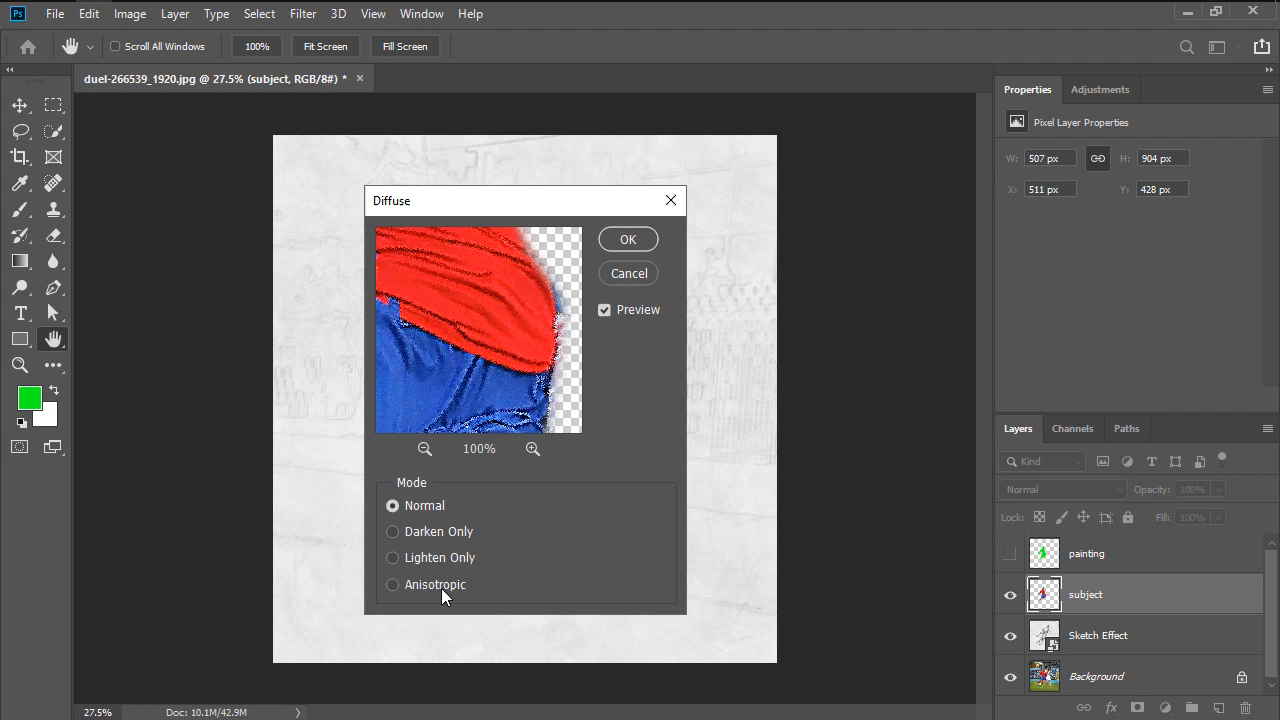 Ps File Edit Image Layer Type Select Filter 3D View Window Help
Scroll All Windows 100% Fit Screen Fill Screen
duel-266539_1920.jpg @ 27.5% (subject, RGB/8#) *
Properties Adjustments
Pixel Layer Properties
W: 507 px H: 904 px
X: 511 px Y: 428 px
Diffuse
OK
Cancel
Preview
100%
Mode
Normal
Darken Only
Lighten Only
Anisotropic
Layers Channels Paths
Kind
Normal Opacity: 100%
Lock: Fill: 100%
painting
subject
Sketch Effect
Background
27.5% Doc: 10.1M/42.9M